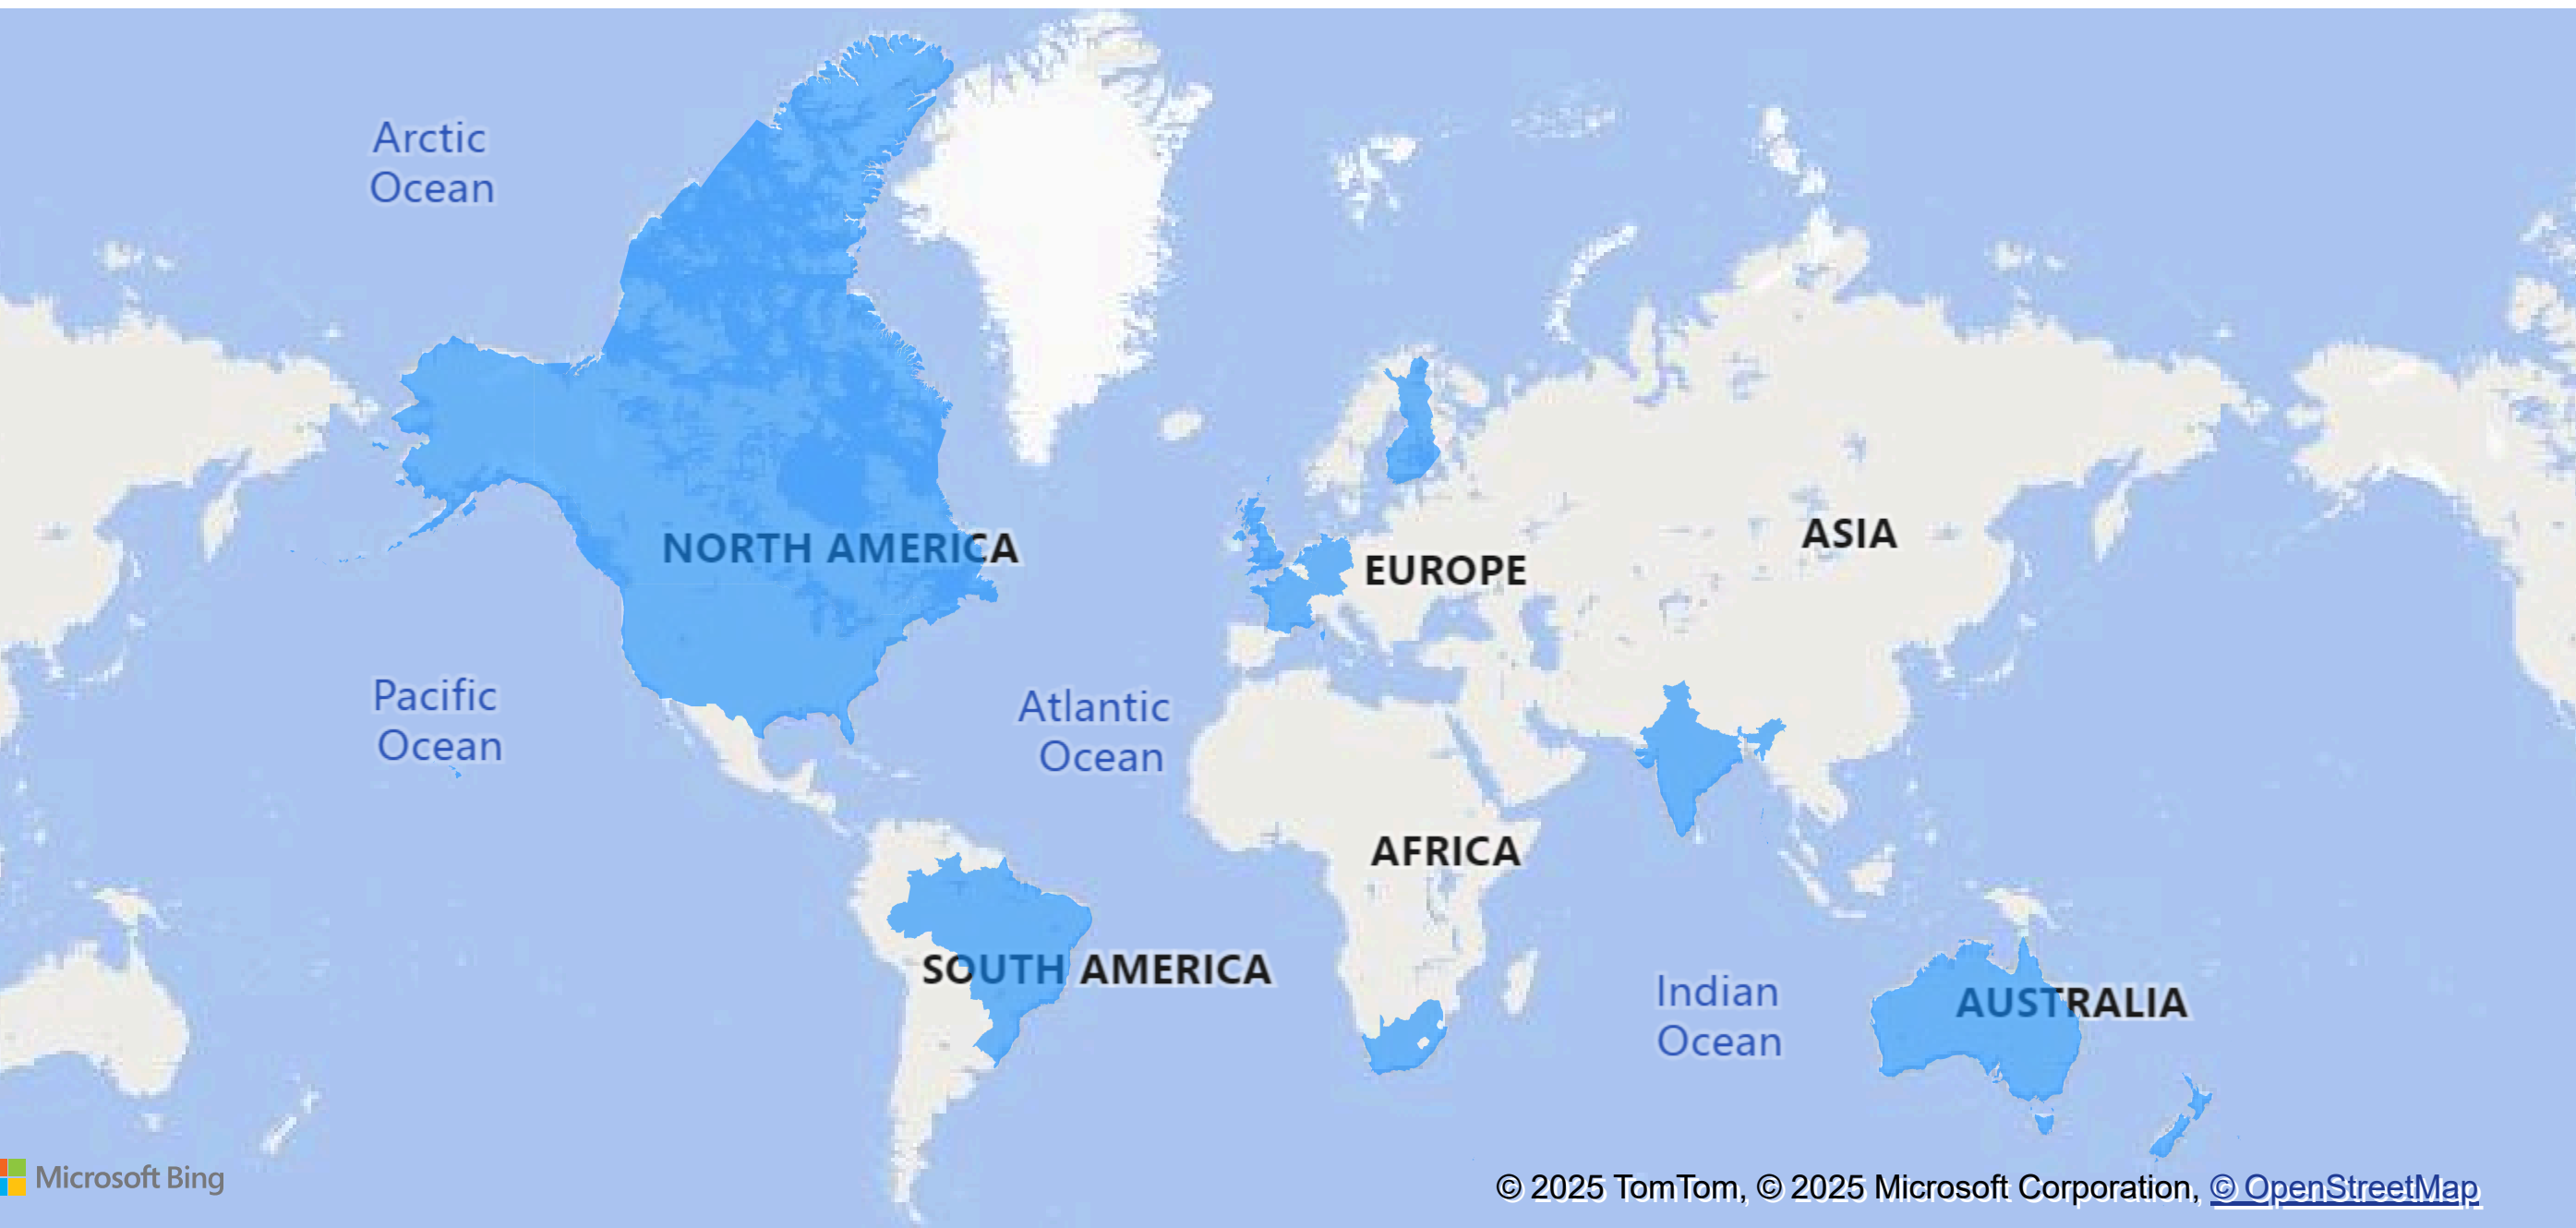 Arctic
Ocean
NORTH AMERICA
ASIA
EUROPE
Pacific
Ocean
Atlantic
Ocean
AFRICA
SOUTH AMERICA
Indian
Ocean
AUSTRALIA
Microsoft Bing
© 2025 TomTom, © 2025 Microsoft Corporation, © OpenStreetMap